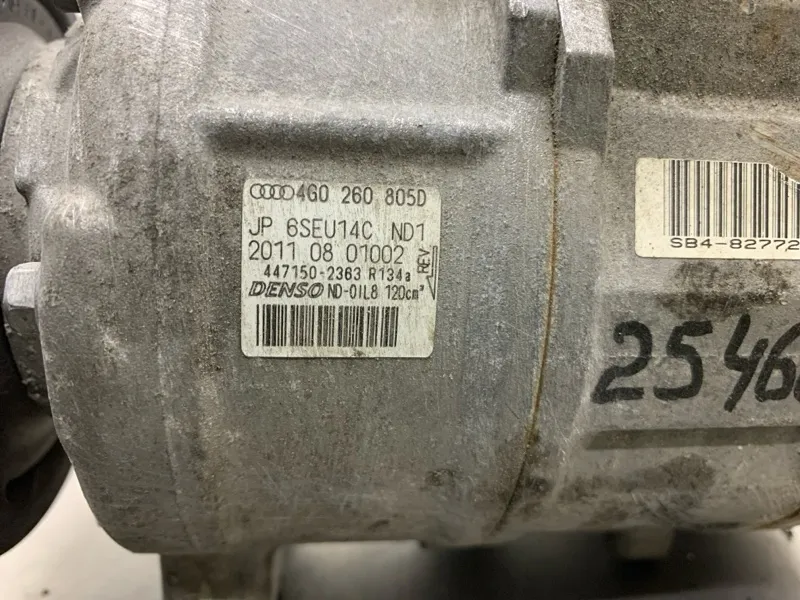 4G0 260 805D
JP 6SEU14C ND1
2011 08 01002
447150-2363 R134a
REV
DENSO ND-OIL8 120cm³
SB4-82772
2546